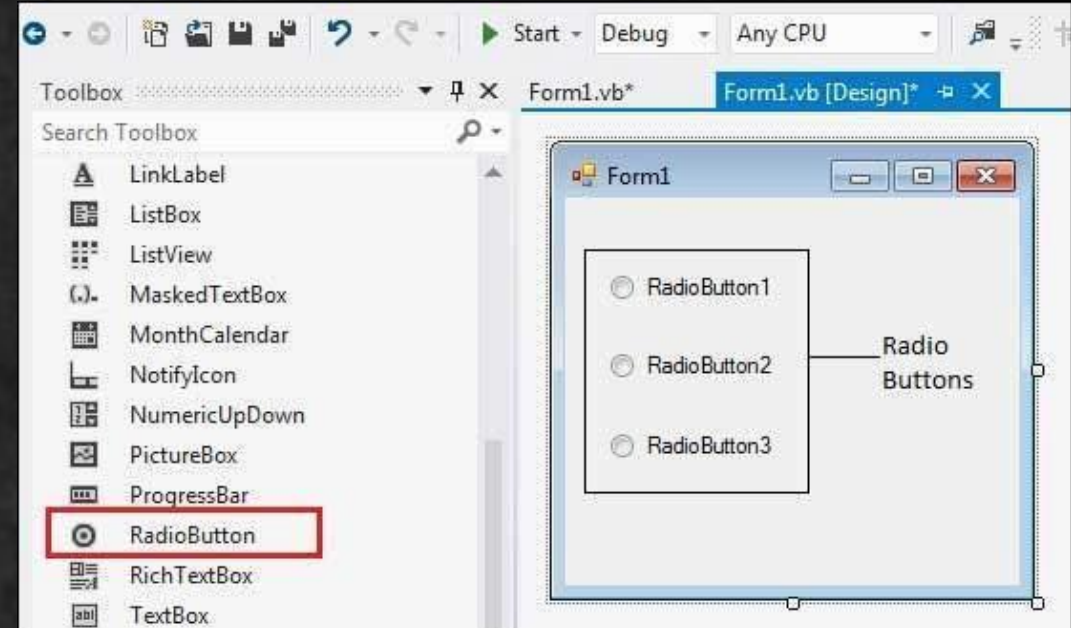 Start Debug Any CPU
Toolbox
Form1.vb* Form1.vb [Design]*
Search Toolbox
LinkLabel
ListBox
ListView
MaskedTextBox
MonthCalendar
NotifyIcon
NumericUpDown
PictureBox
ProgressBar
RadioButton
RichTextBox
TextBox
Form1
RadioButton1
RadioButton2
RadioButton3
Radio
Buttons